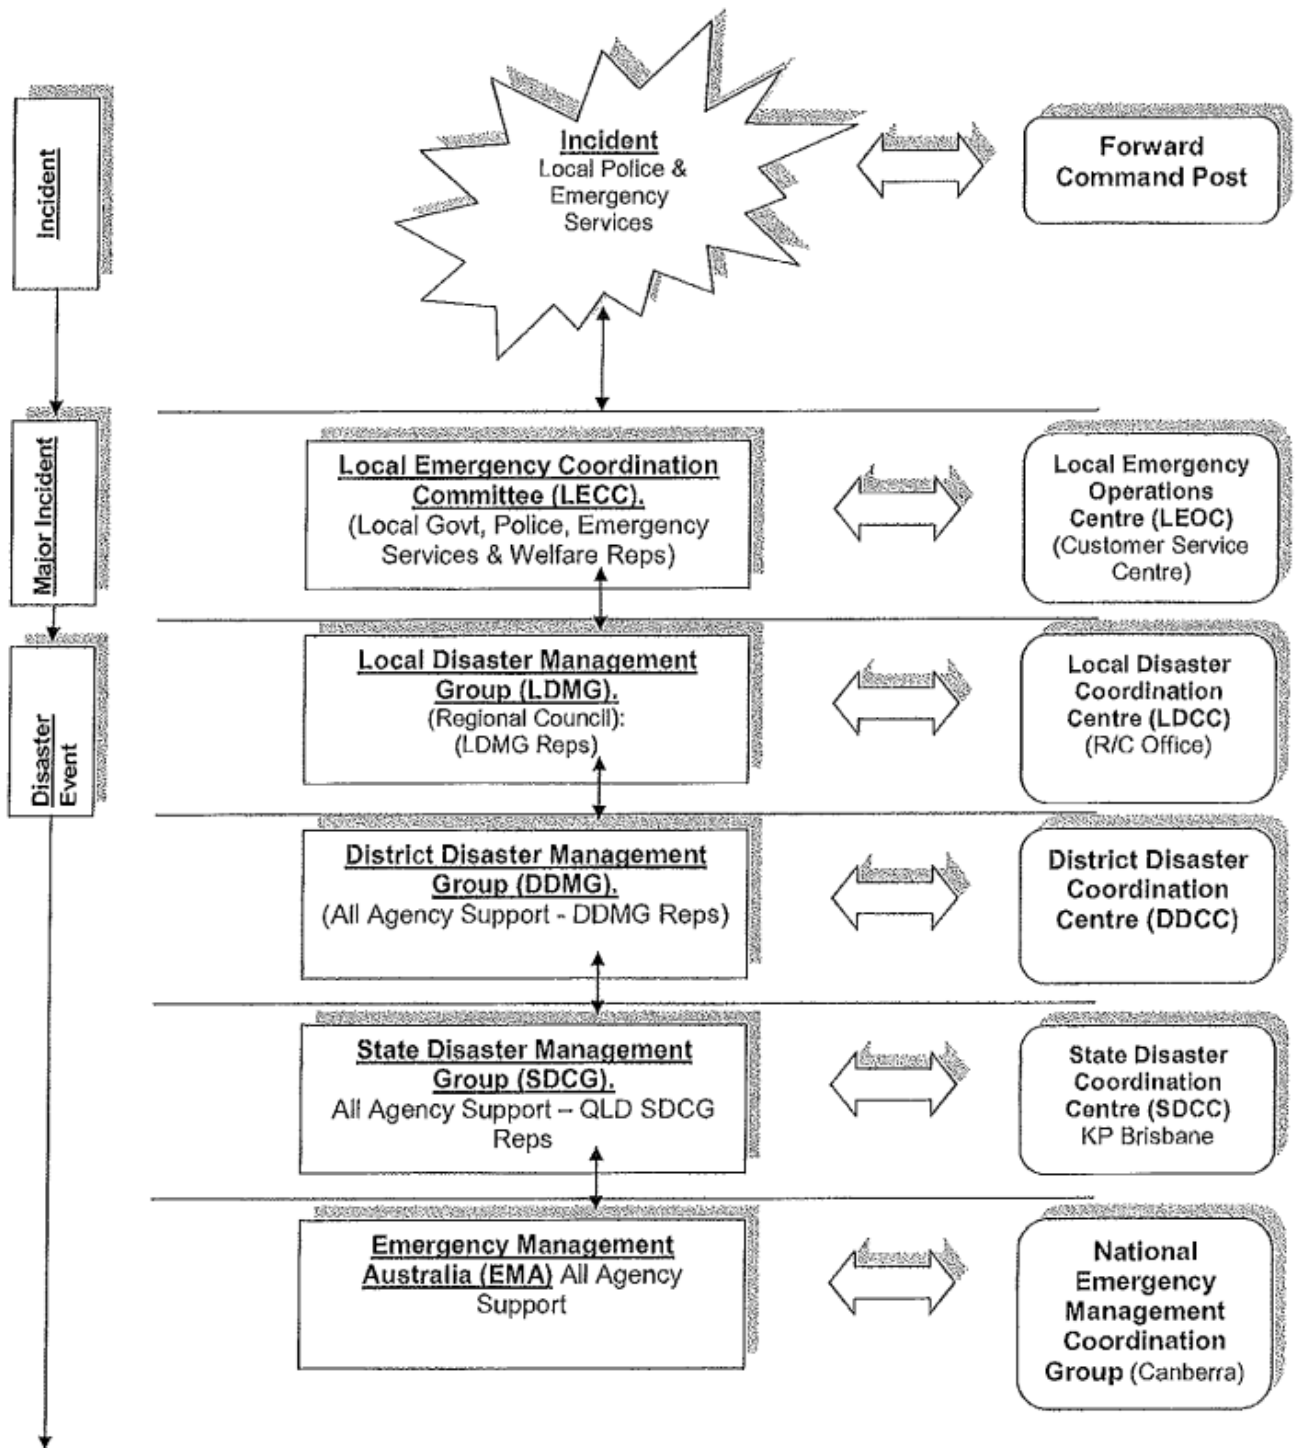 Incident
Incident
Local Police &
Emergency
Services
Forward
Command Post
Major Incident
Local Emergency Coordination
Committee (LECC).
(Local Govt, Police, Emergency
Services & Welfare Reps)
Local Emergency
Operations
Centre (LEOC)
(Customer Service
Centre)
Disaster
Event
Local Disaster Management
Group (LDMG).
(Regional Council):
(LDMG Reps)
Local Disaster
Coordination
Centre (LDCC)
(R/C Office)
District Disaster Management
Group (DDMG).
(All Agency Support - DDMG Reps)
District Disaster
Coordination
Centre (DDCC)
State Disaster Management
Group (SDCG).
All Agency Support – QLD SDCG
Reps
State Disaster
Coordination
Centre (SDCC)
KP Brisbane
Emergency Management
Australia (EMA) All Agency
Support
National
Emergency
Management
Coordination
Group (Canberra)